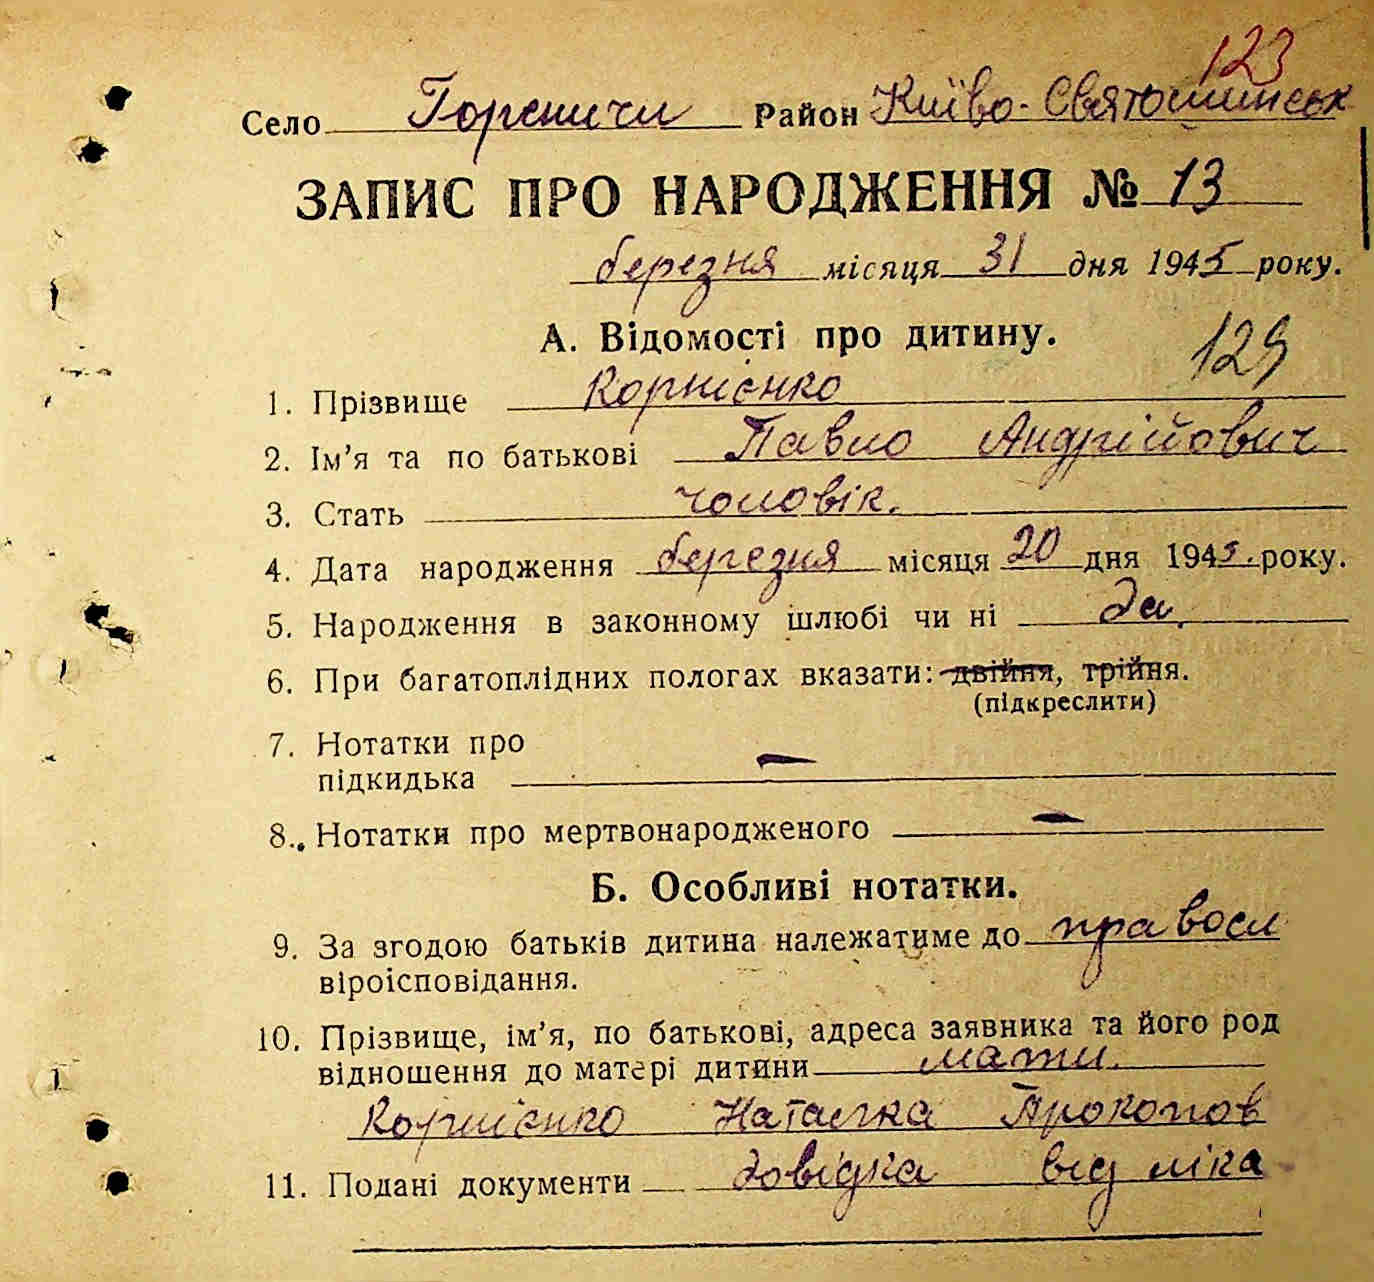 123
Село Гореничи Район Києво-Святошинськ
ЗАПИС ПРО НАРОДЖЕННЯ № 13
березня місяця 31 дня 1945 року.
А. Відомості про дитину.
129
1. Прізвище Корнієнко
2. Ім'я та по батькові Павло Андрійович
3. Стать чоловік.
4. Дата народження березня місяця 20 дня 1945. року.
5. Народження в законному шлюбі чи ні да.
6. При багатоплідних пологах вказати: двійня, трійня.
(підкреслити)
7. Нотатки про
підкидька —
8. Нотатки про мертвонародженого —
Б. Особливі нотатки.
9. За згодою батьків дитина належатиме до правосл
віроісповідання.
10. Прізвище, ім'я, по батькові, адреса заявника та його род
відношення до матері дитини мати.
Корнієнко Наталка Прокопов
11. Подані документи довідка від ліка